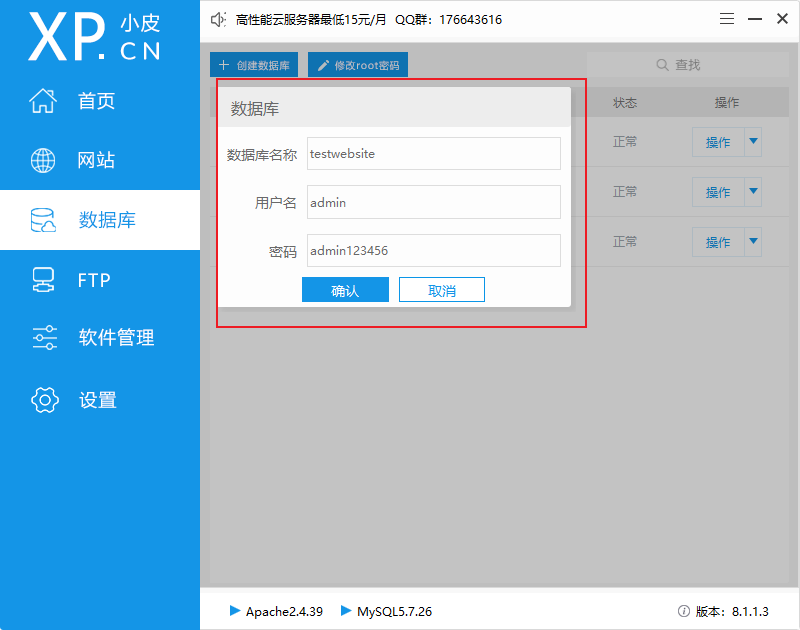 XP.CN 小皮
高性能云服务器最低15元/月 QQ群：176643616
首页
网站
数据库
FTP
软件管理
设置
创建数据库 修改root密码 查找
状态 操作
正常 操作
正常 操作
正常 操作
数据库
数据库名称 testwebsite
用户名 admin
密码 admin123456
确认 取消
Apache2.4.39 MySQL5.7.26 版本：8.1.1.3